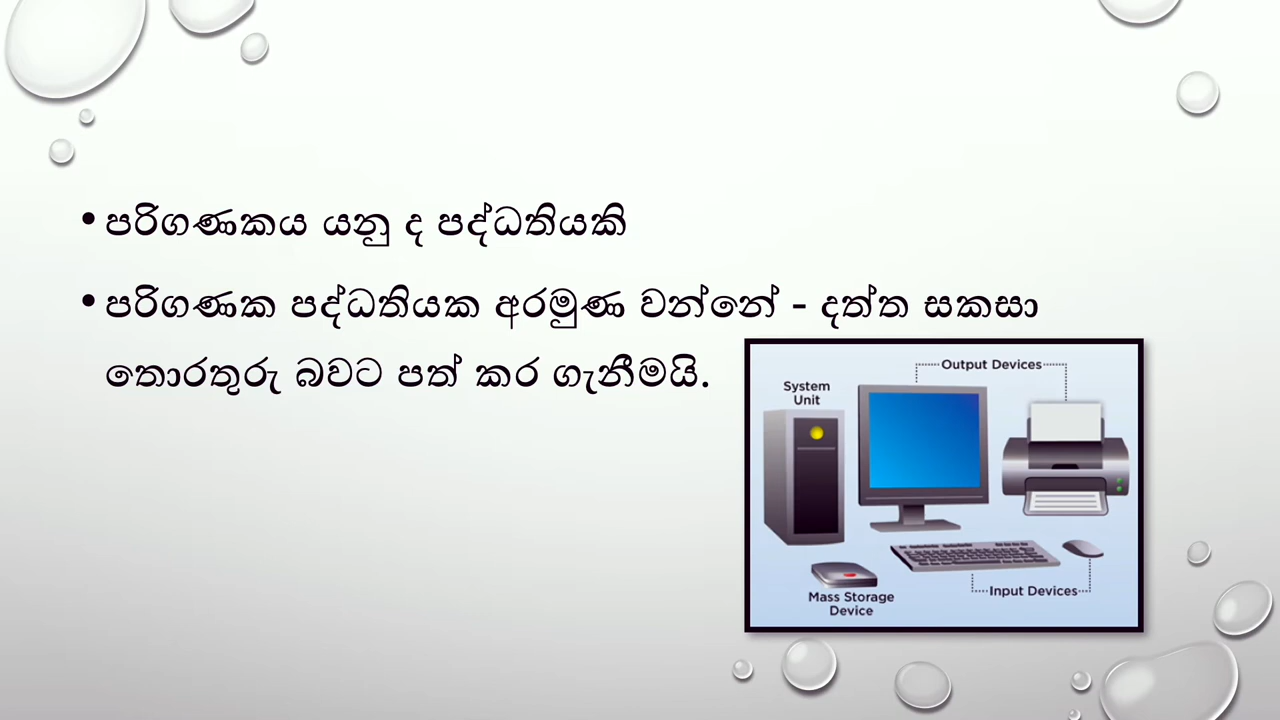 • පරිගණකය යනු ද පද්ධතියකි
• පරිගණක පද්ධතියක අරමුණ වන්නේ - දත්ත සකසා
තොරතුරු බවට පත් කර ගැනීමයි.
Output Devices
System
Unit
Mass Storage
Device
Input Devices